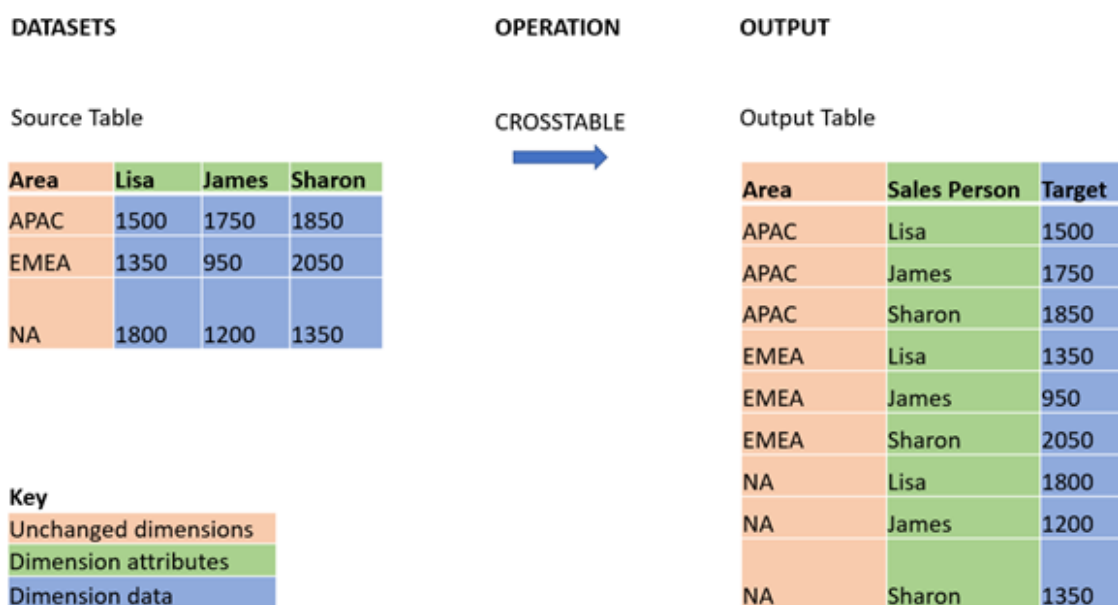 DATASETS OPERATION OUTPUT
Source Table CROSSTABLE Output Table
Area Lisa James Sharon
APAC 1500 1750 1850
EMEA 1350 950 2050
NA 1800 1200 1350
Key
Unchanged dimensions
Dimension attributes
Dimension data
Area Sales Person Target
APAC Lisa 1500
APAC James 1750
APAC Sharon 1850
EMEA Lisa 1350
EMEA James 950
EMEA Sharon 2050
NA Lisa 1800
NA James 1200
NA Sharon 1350